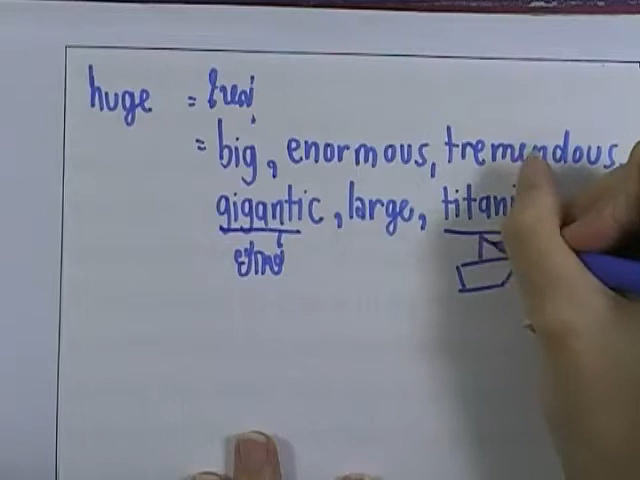 huge = ใหญ่
= big, enormous, tremendous.
gigantic, large, titani
ยักษ์